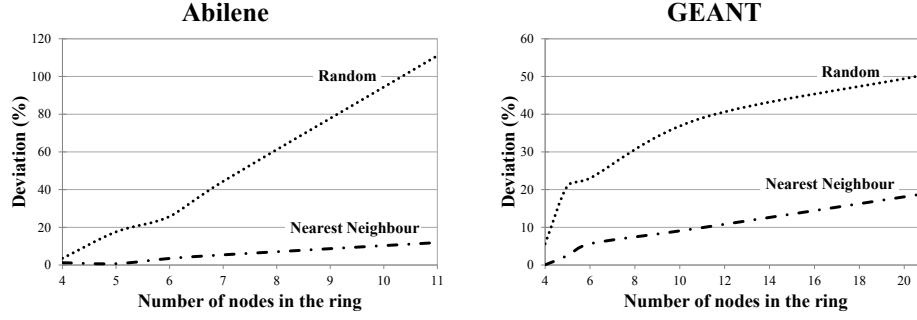 Abilene
120
100
80
60
40
20
0
Deviation (%)
Random
Nearest Neighbour
4 5 6 7 8 9 10 11
Number of nodes in the ring
GEANT
60
50
40
30
20
10
0
Deviation (%)
Random
Nearest Neighbour
4 6 8 10 12 14 16 18 20
Number of nodes in the ring